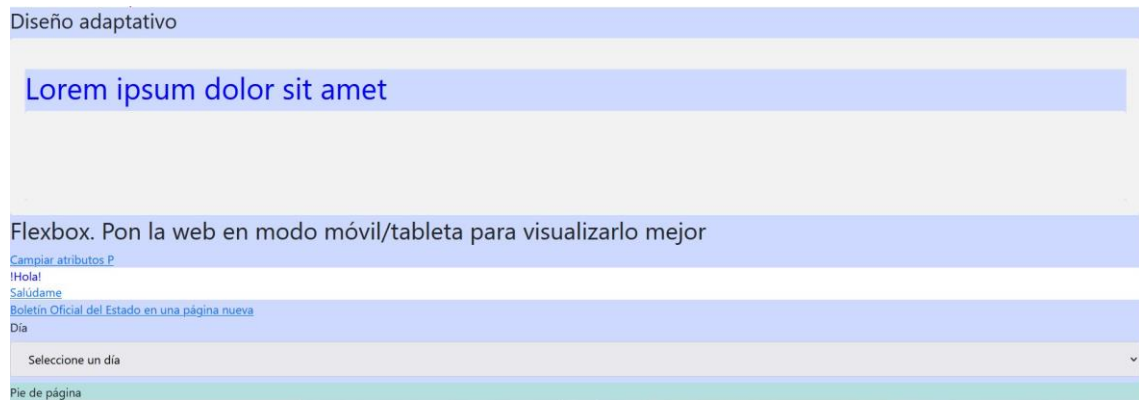 Diseño adaptativo
Lorem ipsum dolor sit amet
Flexbox. Pon la web en modo móvil/tableta para visualizarlo mejor
Campiar atributos P
!Hola!
Salúdame
Boletín Oficial del Estado en una página nueva
Día
Seleccione un día
Pie de página